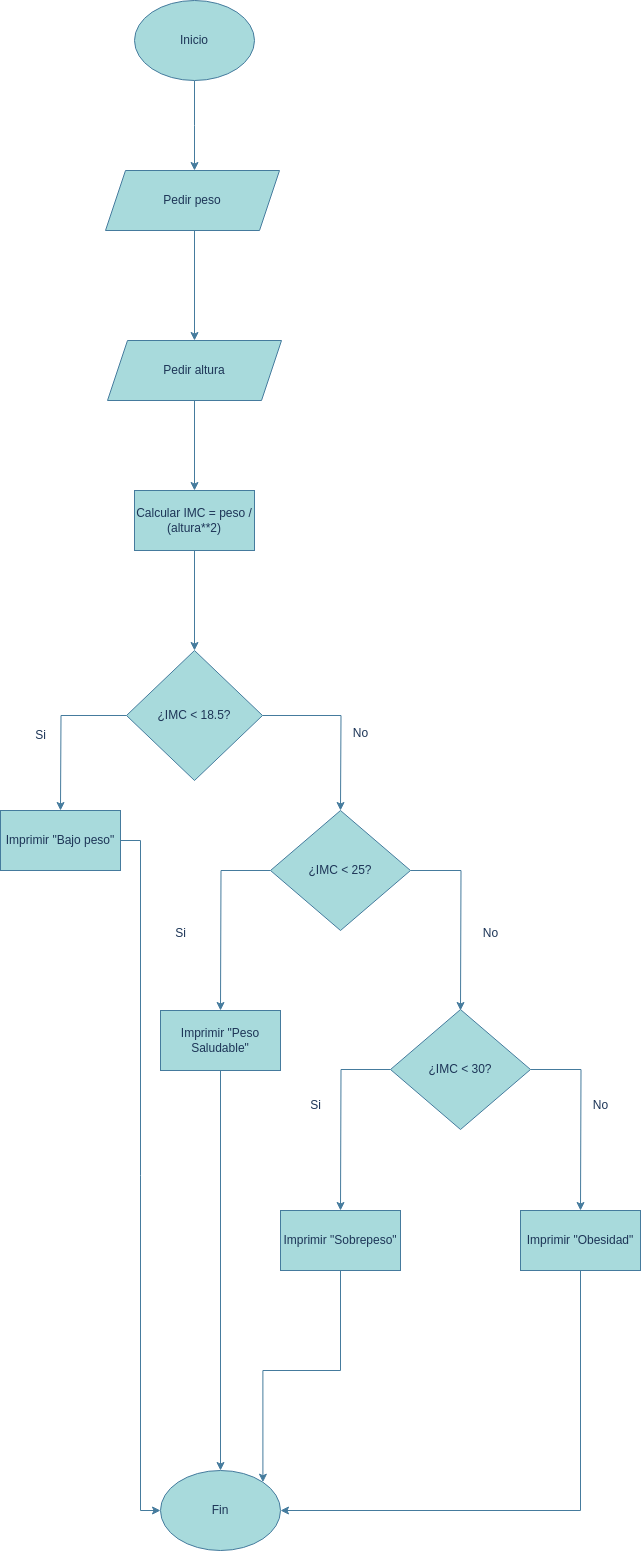 Inicio
Pedir peso
Pedir altura
Calcular IMC = peso /
(altura**2)
¿IMC < 18.5?
Si
No
Imprimir "Bajo peso"
¿IMC < 25?
Si
No
Imprimir "Peso
Saludable"
¿IMC < 30?
Si
No
Imprimir "Sobrepeso"
Imprimir "Obesidad"
Fin